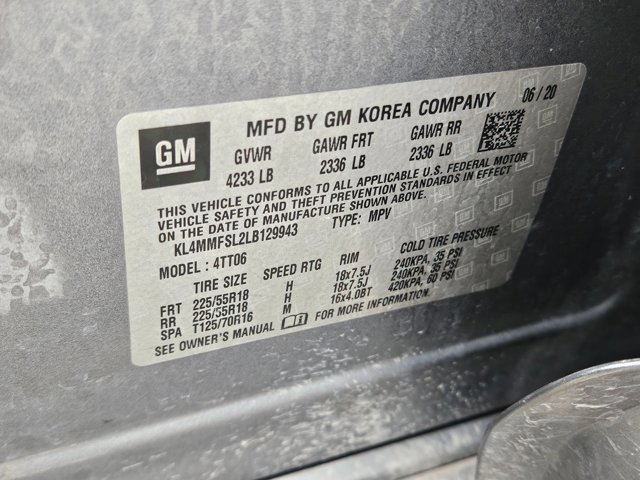 GM
MFD BY GM KOREA COMPANY 06 / 20
GVWR GAWR FRT GAWR RR
4233 LB 2336 LB 2336 LB
THIS VEHICLE CONFORMS TO ALL APPLICABLE U.S. FEDERAL MOTOR
VEHICLE SAFETY AND THEFT PREVENTION STANDARDS IN EFFECT
ON THE DATE OF MANUFACTURE SHOWN ABOVE.
KL4MMFSL2LB129943 TYPE: MPV
MODEL : 4TT06
TIRE SIZE SPEED RTG RIM COLD TIRE PRESSURE
FRT 225/55R18 H 18x7.5J 240KPA, 35 PSI
RR 225/55R18 H 18x7.5J 240KPA, 35 PSI
SPA T125/70R16 M 16x4.0BT 420KPA, 60 PSI
SEE OWNER'S MANUAL FOR MORE INFORMATION